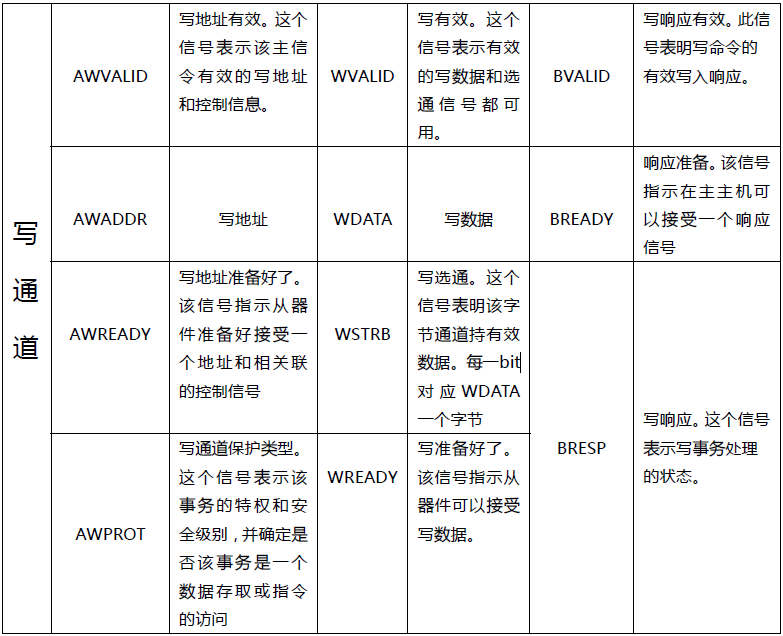 写通道
AWVALID
写地址有效。这个
信号表示该主信
令有效的写地址
和控制信息。
WVALID
写有效。这个
信号表示有效
的写数据和选
通信号都可
用。
BVALID
写响应有效。此信
号表明写命令的
有效写入响应。
AWADDR
写地址
WDATA
写数据
BREADY
响应准备。该信号
指示在主主机可
以接受一个响应
信号
AWREADY
写地址准备好了。
该信号指示从器
件准备好接受一
个地址和相关联
的控制信号
WSTRB
写选通。这个
信号表明该字
节通道持有效
数据。每一bit
对应WDATA
一个字节
BRESP
写响应。这个信号
表示写事务处理
的状态。
AWPROT
写通道保护类型。
这个信号表示该
事务的特权和安
全级别，并确定是
否该事务是一个
数据存取或指令
的访问
WREADY
写准备好了。
该信号指示从
器件可以接受
写数据。